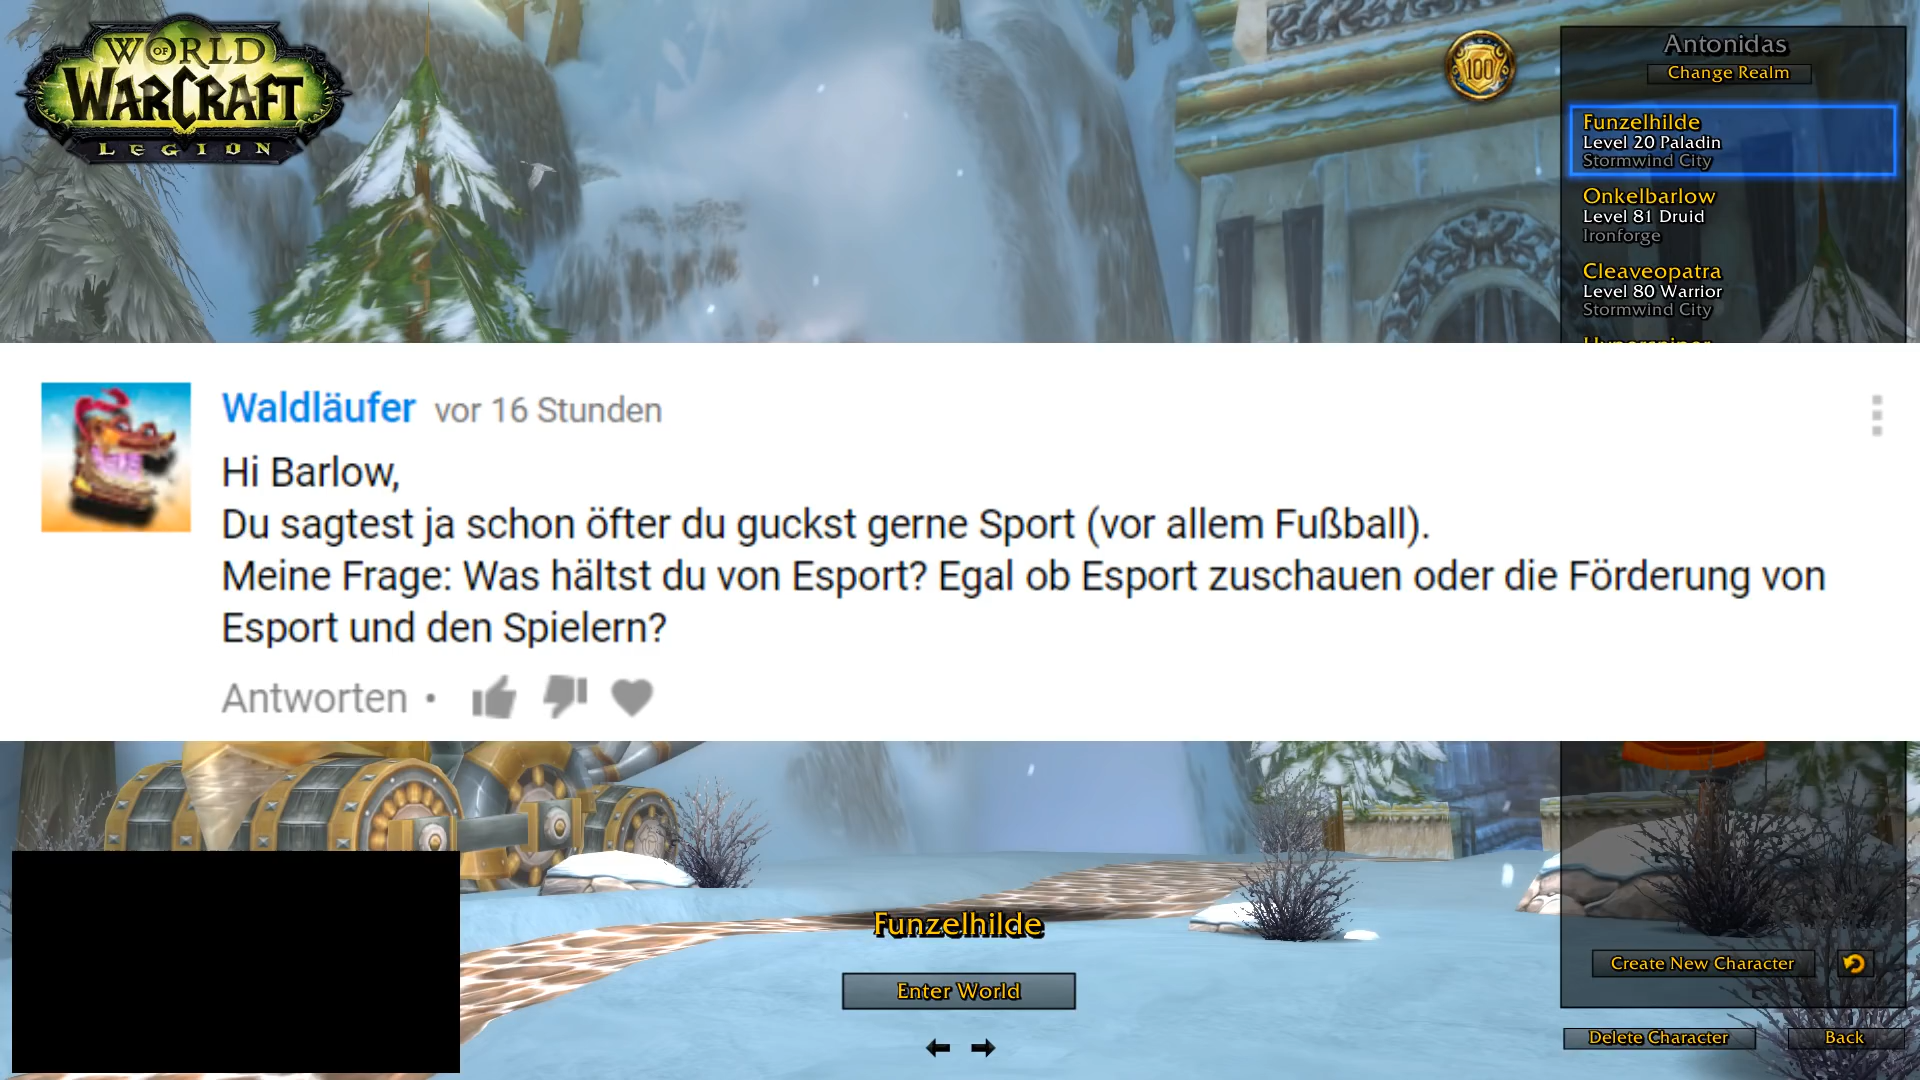 WORLD OF WARCRAFT
LEGION
100
Antonidas
Change Realm
Funzelhilde
Level 20 Paladin
Stormwind City
Onkelbarlow
Level 81 Druid
Ironforge
Cleaveopatra
Level 80 Warrior
Stormwind City
Waldläufer vor 16 Stunden
Hi Barlow,
Du sagtest ja schon öfter du guckst gerne Sport (vor allem Fußball).
Meine Frage: Was hältst du von Esport? Egal ob Esport zuschauen oder die Förderung von
Esport und den Spielern?
Antworten •
Funzelhilde
Enter World
Create New Character
Delete Character
Back